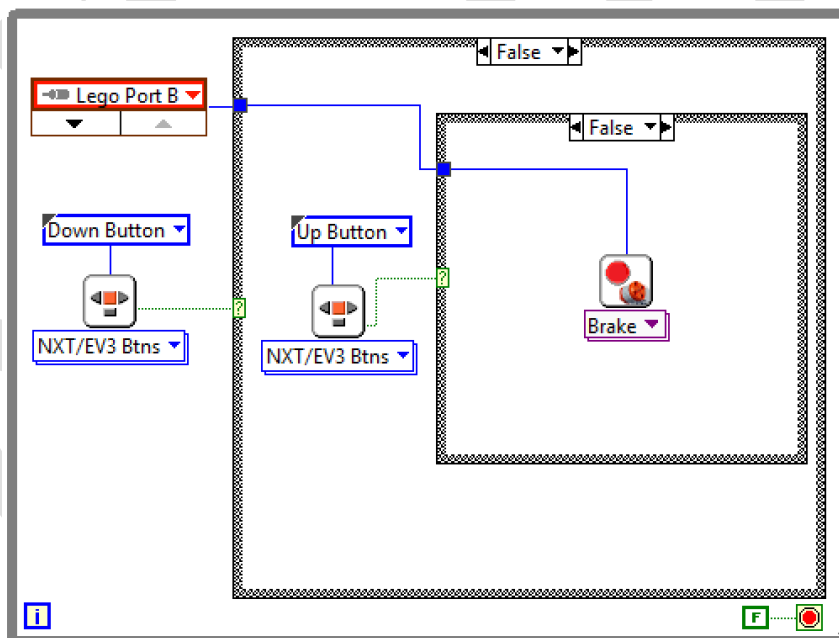 False
Lego Port B
False
Down Button
Up Button
?
?
NXT/EV3 Btns
NXT/EV3 Btns
Brake
i
F